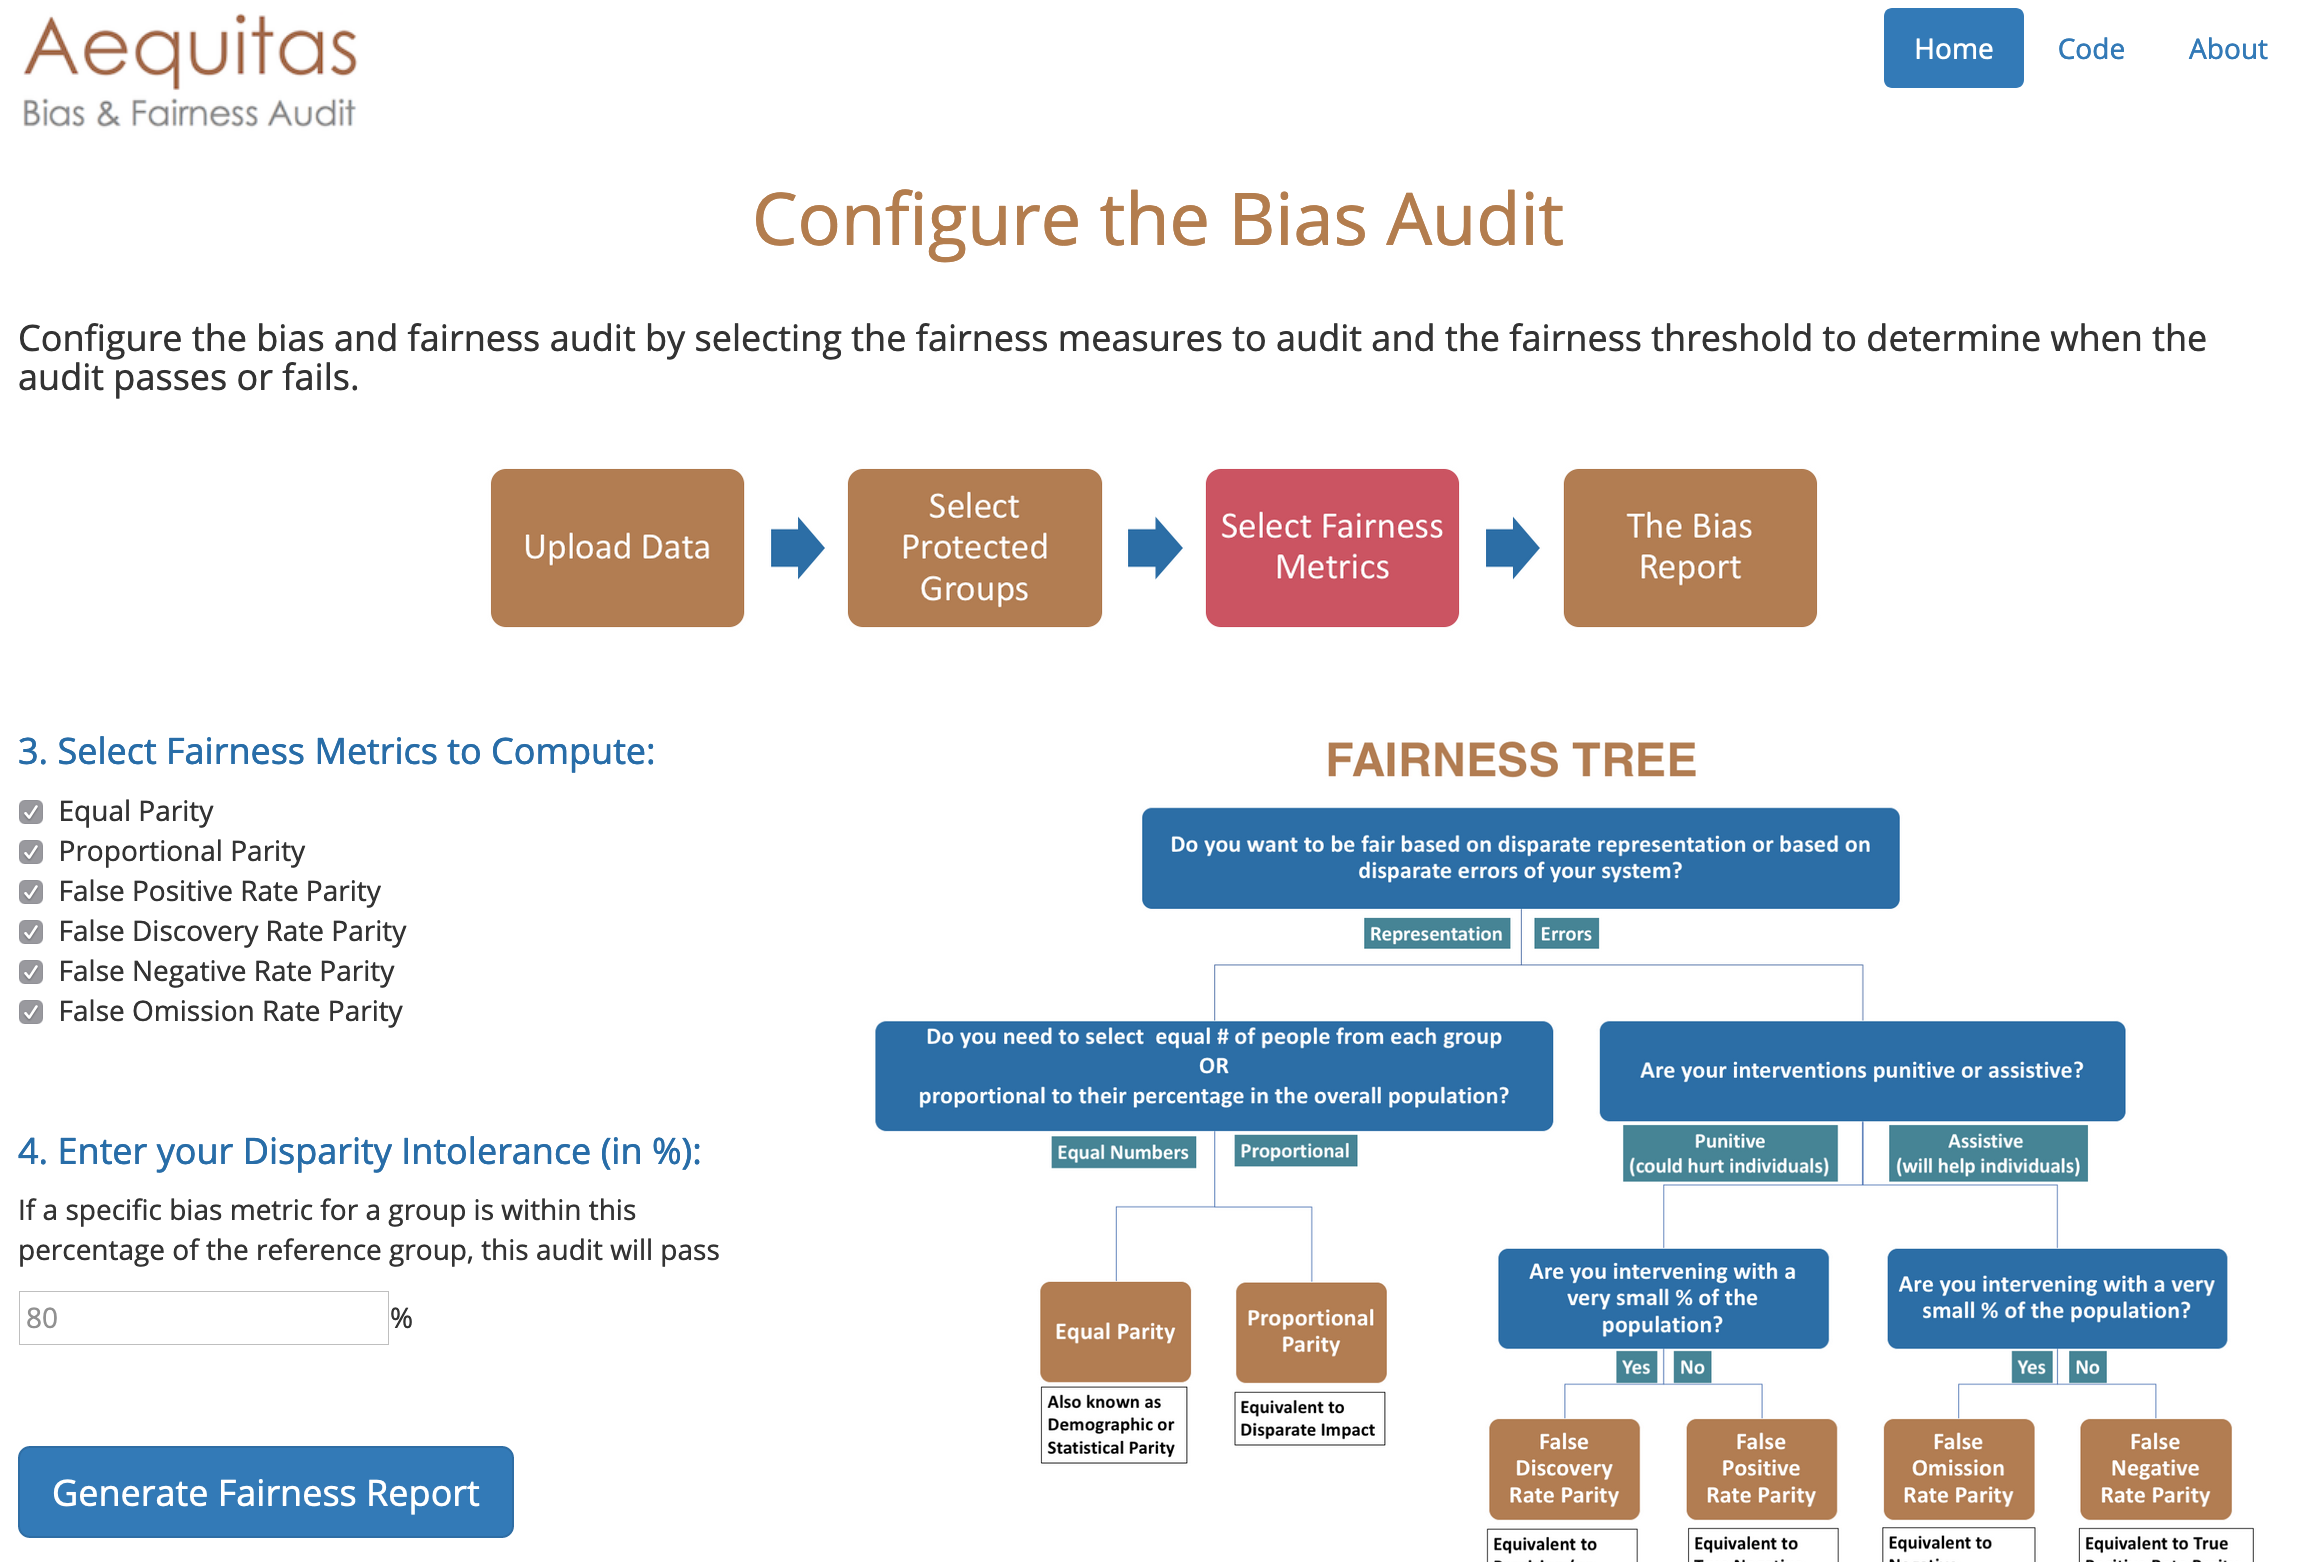 Aequitas
Bias & Fairness Audit
Home
Code
About
Configure the Bias Audit
Configure the bias and fairness audit by selecting the fairness measures to audit and the fairness threshold to determine when the
audit passes or fails.
Upload Data
Select
Protected
Groups
Select Fairness
Metrics
The Bias
Report
3. Select Fairness Metrics to Compute:
Equal Parity
Proportional Parity
False Positive Rate Parity
False Discovery Rate Parity
False Negative Rate Parity
False Omission Rate Parity
4. Enter your Disparity Intolerance (in %):
If a specific bias metric for a group is within this
percentage of the reference group, this audit will pass
80
%
Generate Fairness Report
FAIRNESS TREE
Do you want to be fair based on disparate representation or based on
disparate errors of your system?
Representation
Errors
Do you need to select equal # of people from each group
OR
proportional to their percentage in the overall population?
Are your interventions punitive or assistive?
Equal Numbers
Proportional
Punitive
(could hurt individuals)
Assistive
(will help individuals)
Are you intervening with a
very small % of the
population?
Are you intervening with a very
small % of the population?
Equal Parity
Proportional
Parity
Yes
No
Yes
No
Also known as
Demographic or
Statistical Parity
Equivalent to
Disparate Impact
False
Discovery
Rate Parity
False
Positive
Rate Parity
False
Omission
Rate Parity
False
Negative
Rate Parity
Equivalent to
Equivalent to
Equivalent to
Equivalent to True